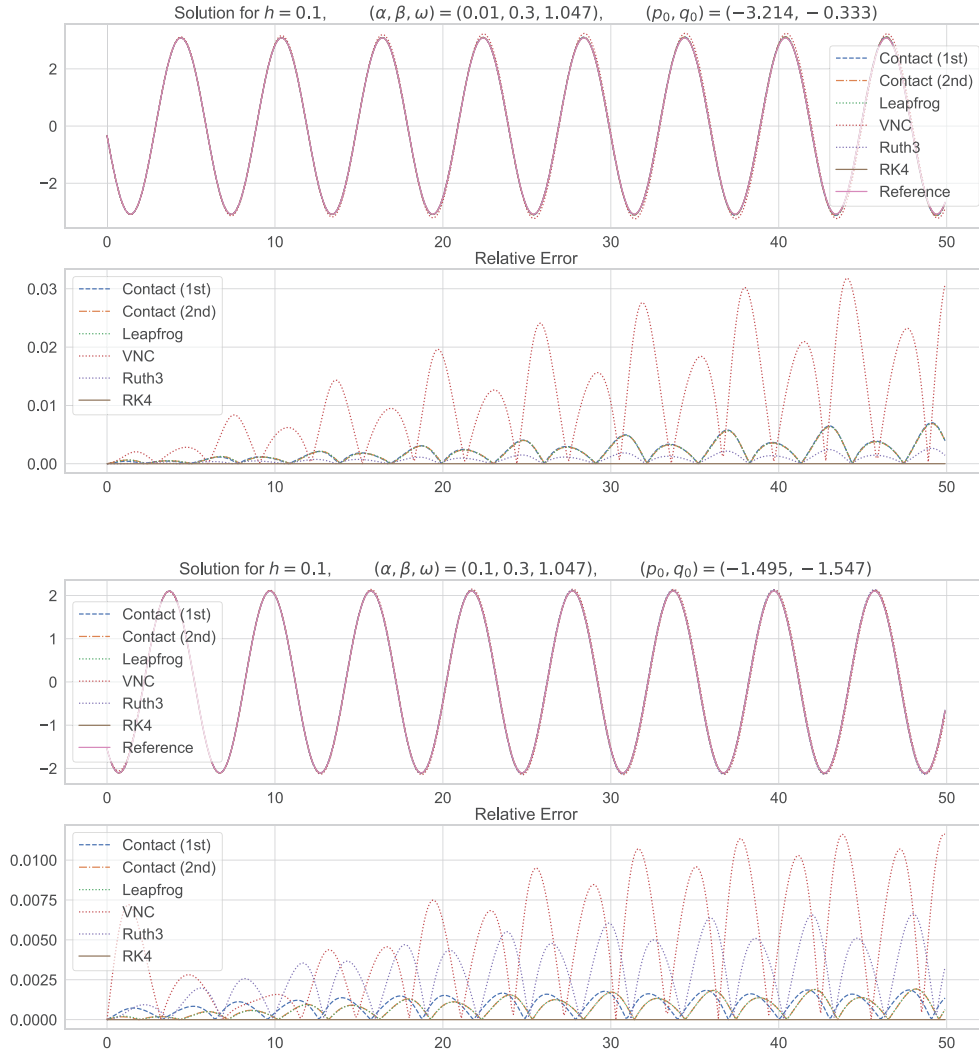 Solution for h = 0.1, (α, β, ω) = (0.01, 0.3, 1.047), (p₀, q₀) = (−3.214, −0.333)
2
0
−2
Contact (1st)
Contact (2nd)
Leapfrog
VNC
Ruth3
RK4
Reference
0 10 20 30 40 50
Relative Error
0.03
0.02
0.01
0.00
Contact (1st)
Contact (2nd)
Leapfrog
VNC
Ruth3
RK4
0 10 20 30 40 50
Solution for h = 0.1, (α, β, ω) = (0.1, 0.3, 1.047), (p₀, q₀) = (−1.495, −1.547)
2
1
0
−1
−2
Contact (1st)
Contact (2nd)
Leapfrog
VNC
Ruth3
RK4
Reference
0 10 20 30 40 50
Relative Error
0.0100
0.0075
0.0050
0.0025
0.0000
Contact (1st)
Contact (2nd)
Leapfrog
VNC
Ruth3
RK4
0 10 20 30 40 50